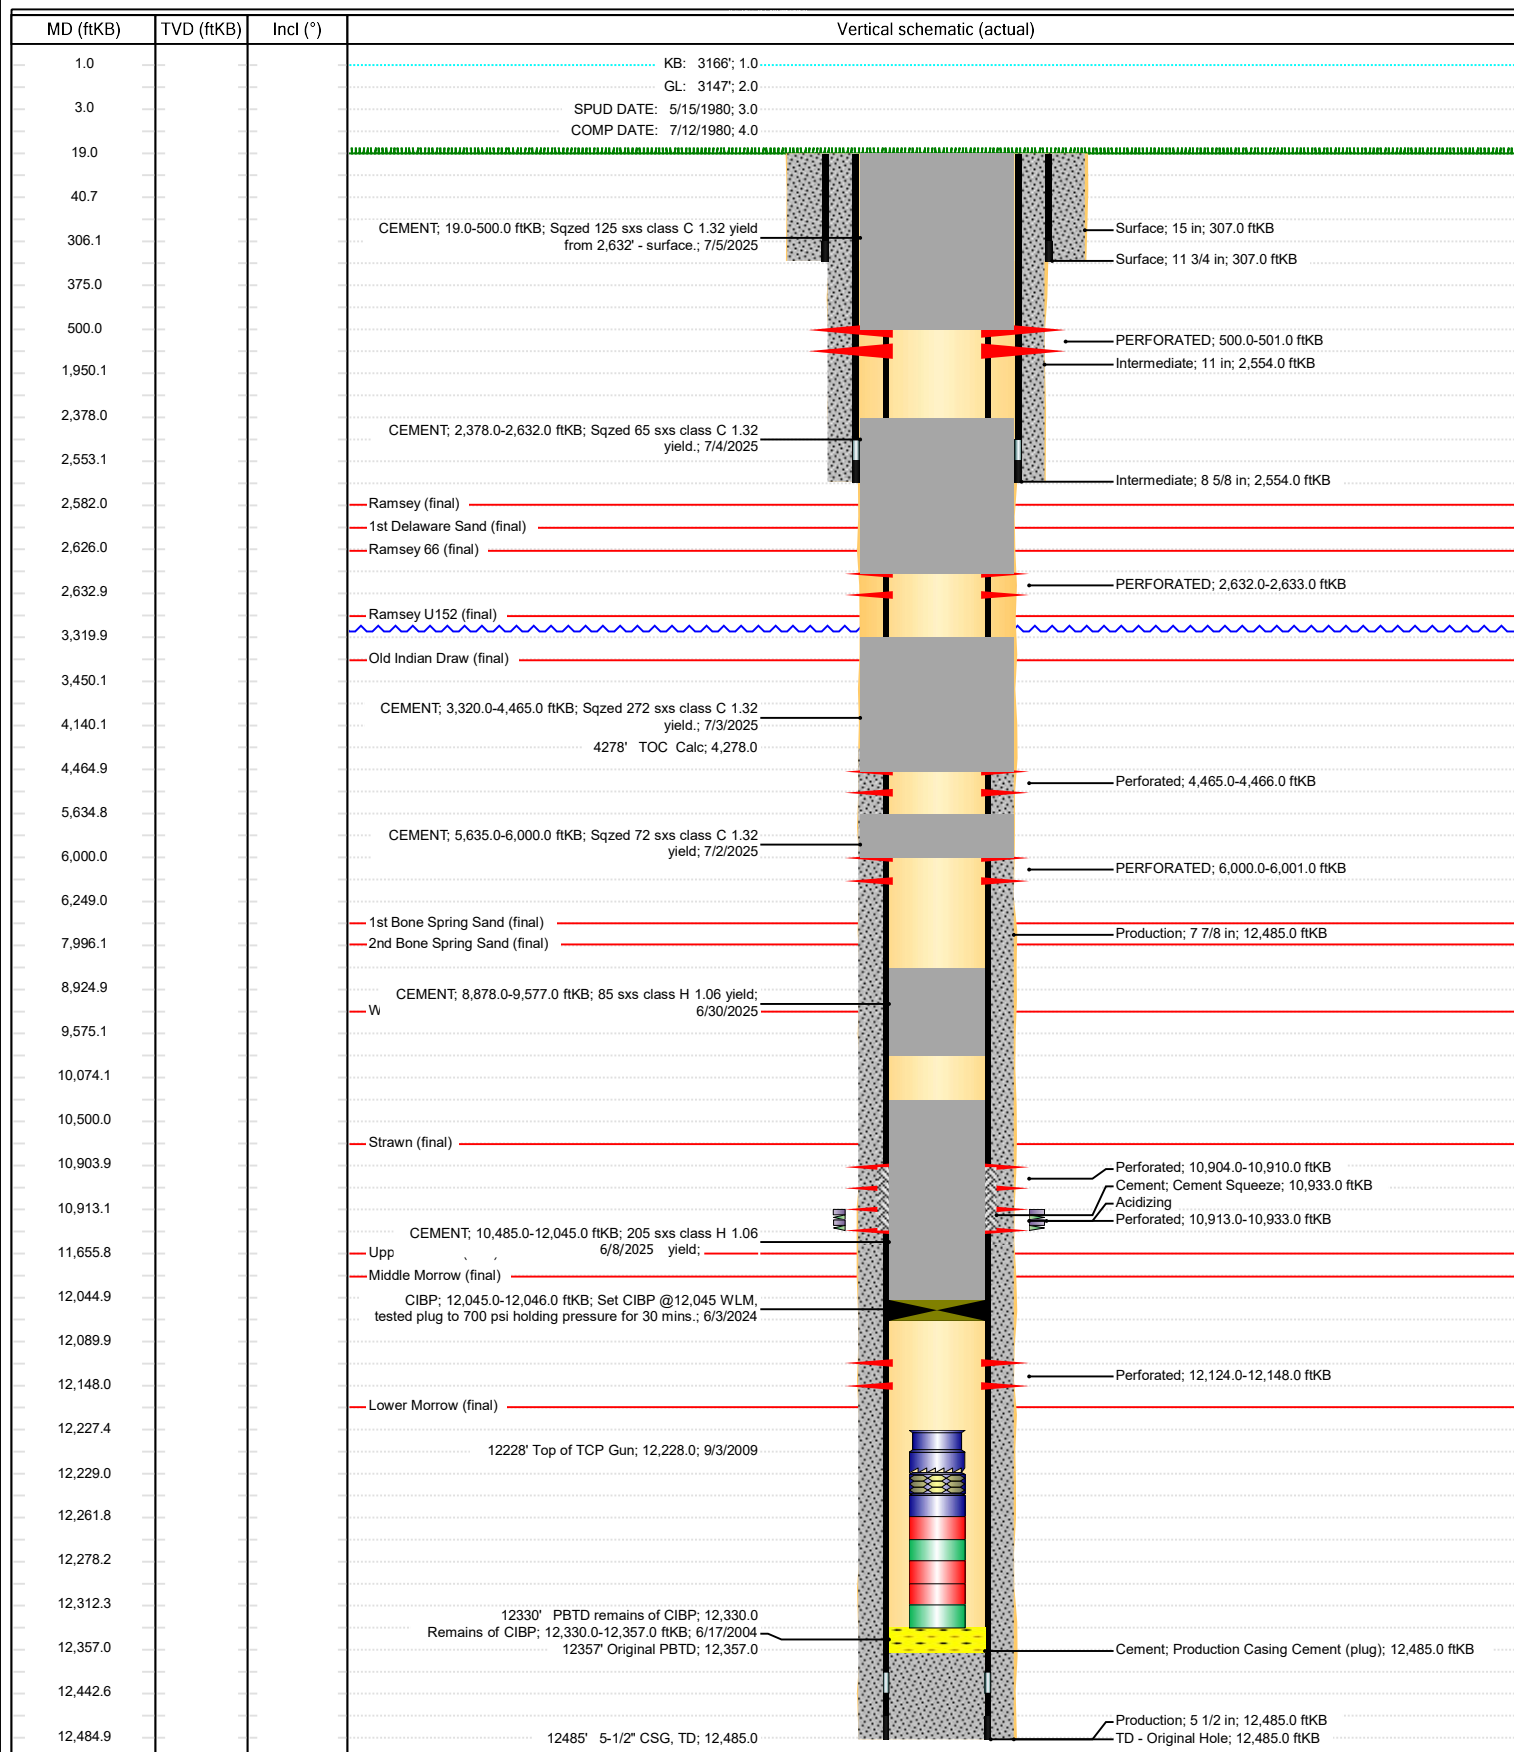 MD (ftKB) TVD (ftKB) Incl (°) Vertical schematic (actual)
1.0
KB: 3166'; 1.0
GL: 3147'; 2.0
3.0
SPUD DATE: 5/15/1980; 3.0
COMP DATE: 7/12/1980; 4.0
19.0
40.7
CEMENT; 19.0-500.0 ftKB; Sqzed 125 sxs class C 1.32 yield
from 2,632' - surface.; 7/5/2025
Surface; 15 in; 307.0 ftKB
306.1
Surface; 11 3/4 in; 307.0 ftKB
375.0
500.0
PERFORATED; 500.0-501.0 ftKB
Intermediate; 11 in; 2,554.0 ftKB
1,950.1
2,378.0
CEMENT; 2,378.0-2,632.0 ftKB; Sqzed 65 sxs class C 1.32
yield.; 7/4/2025
2,553.1
Intermediate; 8 5/8 in; 2,554.0 ftKB
2,582.0
Ramsey (final)
1st Delaware Sand (final)
2,626.0
Ramsey 66 (final)
PERFORATED; 2,632.0-2,633.0 ftKB
2,632.9
Ramsey U152 (final)
3,319.9
Old Indian Draw (final)
3,450.1
CEMENT; 3,320.0-4,465.0 ftKB; Sqzed 272 sxs class C 1.32
yield.; 7/3/2025
4,140.1
4278' TOC Calc; 4,278.0
4,464.9
Perforated; 4,465.0-4,466.0 ftKB
5,634.8
CEMENT; 5,635.0-6,000.0 ftKB; Sqzed 72 sxs class C 1.32
yield; 7/2/2025
6,000.0
PERFORATED; 6,000.0-6,001.0 ftKB
6,249.0
1st Bone Spring Sand (final)
Production; 7 7/8 in; 12,485.0 ftKB
7,996.1
2nd Bone Spring Sand (final)
8,924.9
CEMENT; 8,878.0-9,577.0 ftKB; 85 sxs class H 1.06 yield;
6/30/2025
W
9,575.1
10,074.1
10,500.0
Strawn (final)
10,903.9
Perforated; 10,904.0-10,910.0 ftKB
Cement; Cement Squeeze; 10,933.0 ftKB
Acidizing
10,913.1
Perforated; 10,913.0-10,933.0 ftKB
CEMENT; 10,485.0-12,045.0 ftKB; 205 sxs class H 1.06
6/8/2025 yield;
11,655.8
Upp
Middle Morrow (final)
12,044.9
CIBP; 12,045.0-12,046.0 ftKB; Set CIBP @12,045 WLM,
tested plug to 700 psi holding pressure for 30 mins.; 6/3/2024
12,089.9
Perforated; 12,124.0-12,148.0 ftKB
12,148.0
Lower Morrow (final)
12,227.4
12228' Top of TCP Gun; 12,228.0; 9/3/2009
12,229.0
12,261.8
12,278.2
12,312.3
12330' PBTD remains of CIBP; 12,330.0
Remains of CIBP; 12,330.0-12,357.0 ftKB; 6/17/2004
12,357.0
12357' Original PBTD; 12,357.0
Cement; Production Casing Cement (plug); 12,485.0 ftKB
12,442.6
Production; 5 1/2 in; 12,485.0 ftKB
12,484.9
12485' 5-1/2" CSG, TD; 12,485.0
TD - Original Hole; 12,485.0 ftKB